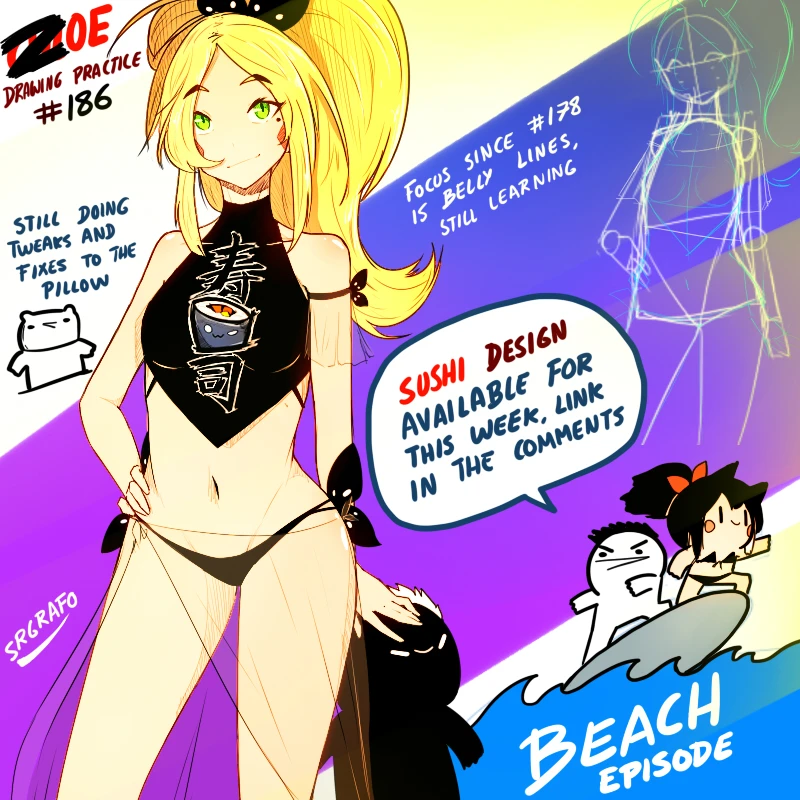 ZOE
DRAWING PRACTICE
#186
FOCUS SINCE #178
IS BELLY LINES,
STILL LEARNING
STILL DOING
TWEAKS AND
FIXES TO THE
PILLOW
寿
司
SUSHI DESIGN
AVAILABLE FOR
THIS WEEK, LINK
IN THE COMMENTS
SRGRAFO
BEACH
EPISODE